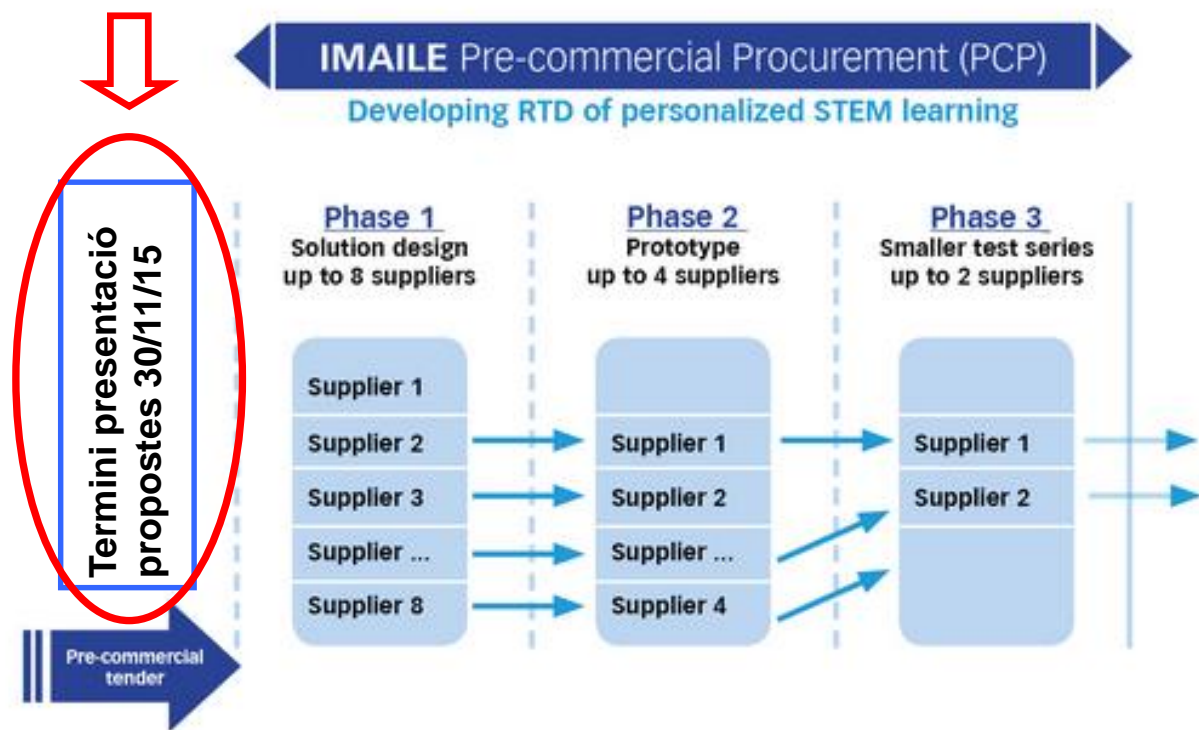 IMAILE Pre-commercial Procurement (PCP)
Developing RTD of personalized STEM learning
Termini presentació
propostes 30/11/15
Pre-commercial
tender
Phase 1
Solution design
up to 8 suppliers
Supplier 1
Supplier 2
Supplier 3
Supplier ...
Supplier 8
Phase 2
Prototype
up to 4 suppliers
Supplier 1
Supplier 2
Supplier ...
Supplier 4
Phase 3
Smaller test series
up to 2 suppliers
Supplier 1
Supplier 2